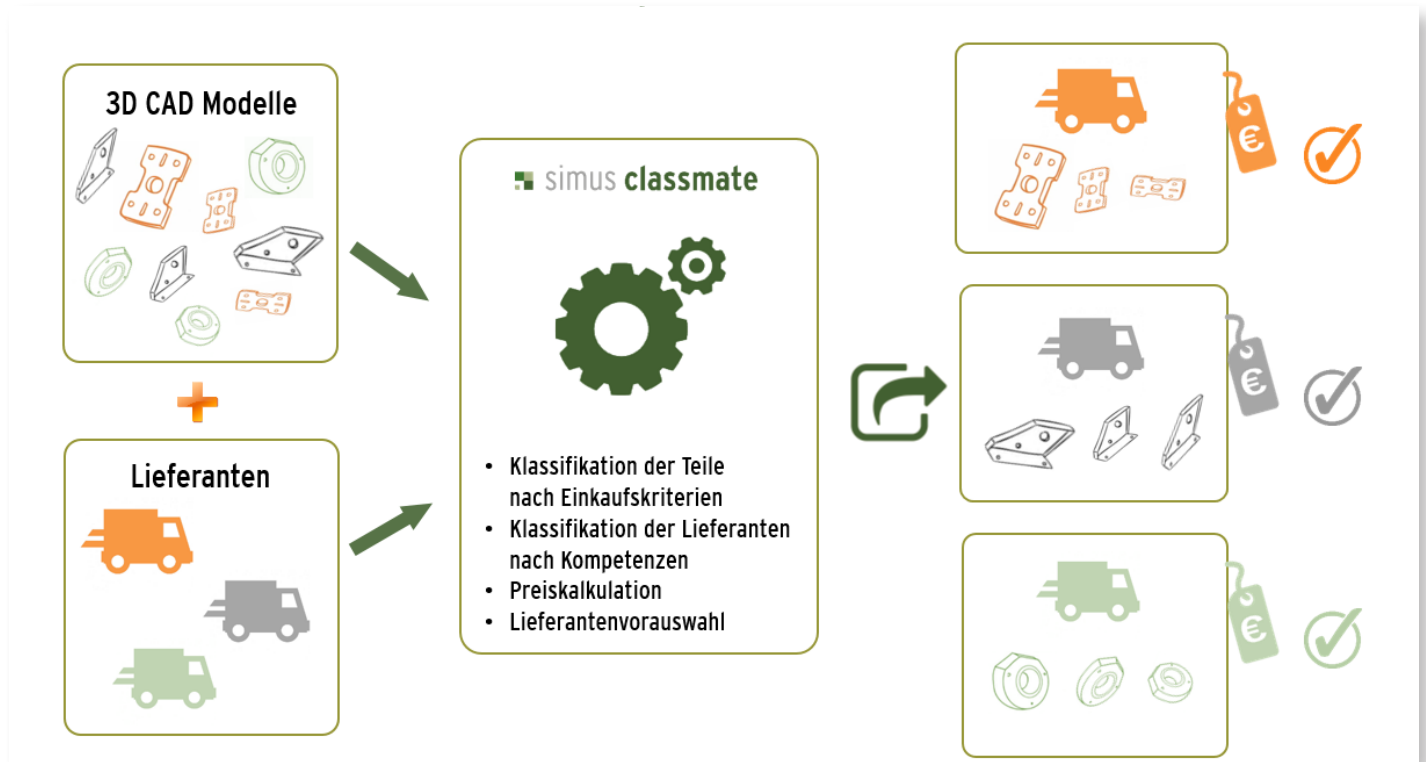 3D CAD Modelle
Lieferanten
simus classmate
• Klassifikation der Teile
nach Einkaufskriterien
• Klassifikation der Lieferanten
nach Kompetenzen
• Preiskalkulation
• Lieferantenvorauswahl
€
€
€